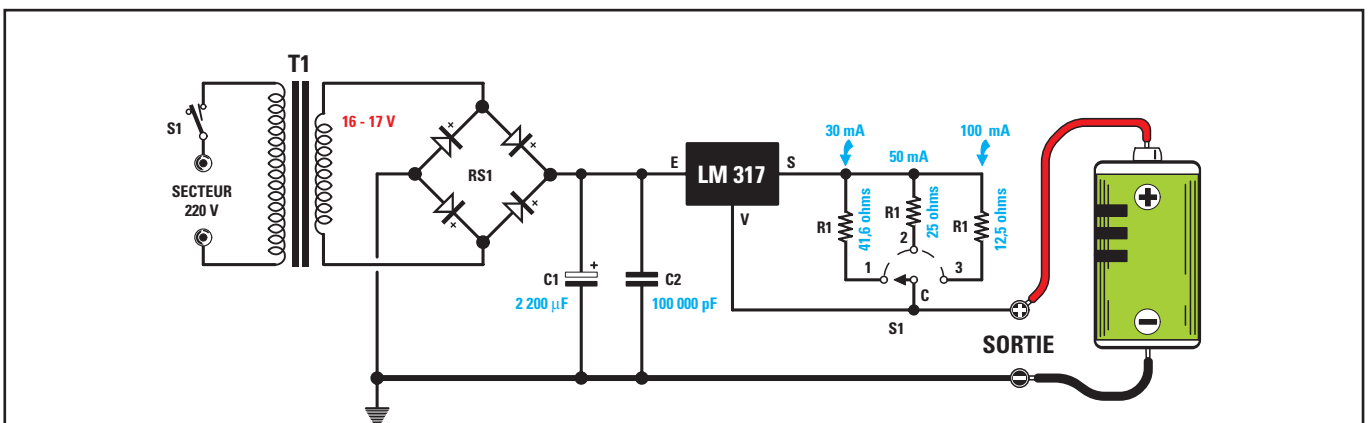 T1
S1
SECTEUR
220 V
16 - 17 V
RS1
+
+
+
+
E
LM 317
S
V
C1
+
2 200 µF
C2
100 000 pF
30 mA
50 mA
100 mA
R1
41,6 ohms
R1
25 ohms
R1
12,5 ohms
1
2
3
C
S1
+
SORTIE
−
+
−